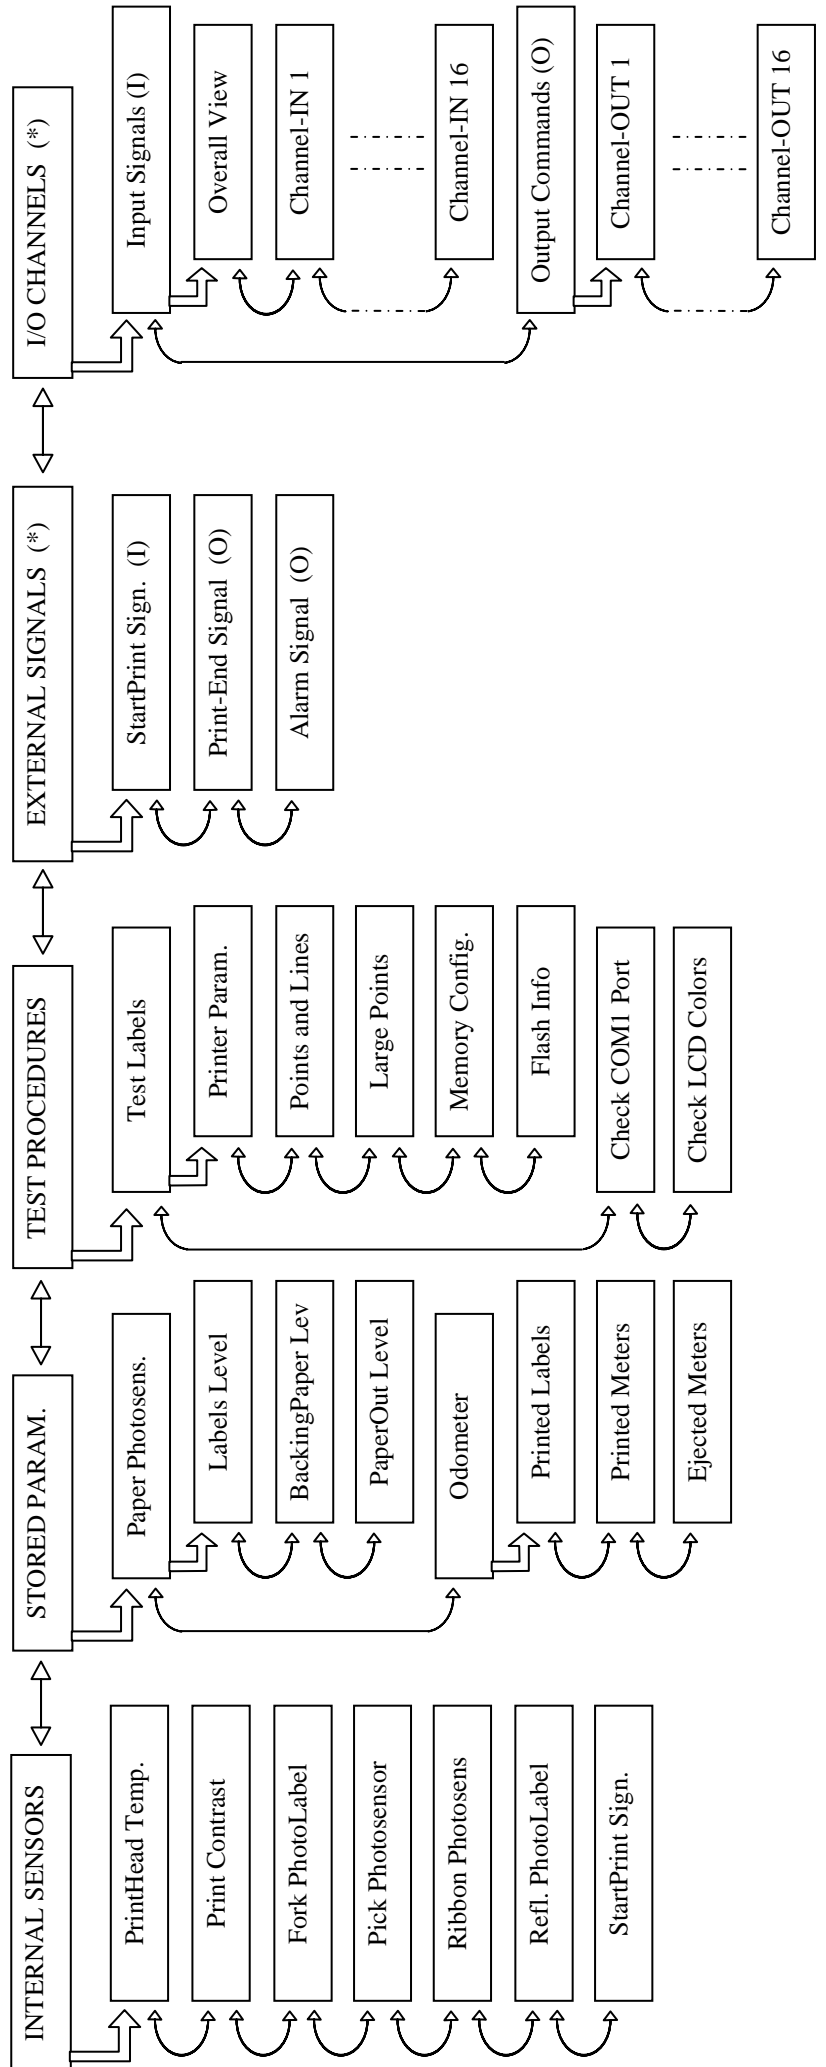 INTERNAL SENSORS
PrintHead Temp.
Print Contrast
Fork PhotoLabel
Pick Photosensor
Ribbon Photosens
Refl. PhotoLabel
StartPrint Sign.
STORED PARAM.
Paper Photosens.
Labels Level
BackingPaper Lev
PaperOut Level
Odometer
Printed Labels
Printed Meters
Ejected Meters
TEST PROCEDURES
Test Labels
Printer Param.
Points and Lines
Large Points
Memory Config.
Flash Info
Check COM1 Port
Check LCD Colors
EXTERNAL SIGNALS (*)
StartPrint Sign. (I)
Print-End Signal (O)
Alarm Signal (O)
I/O CHANNELS (*)
Input Signals (I)
Overall View
Channel-IN 1
Channel-IN 16
Output Commands (O)
Channel-OUT 1
Channel-OUT 16